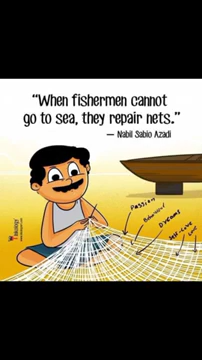 “When fishermen cannot
go to sea, they repair nets.”
— Nabil Sabio Azadi
PASSION
Behaviour
DREAMS
SELF-LOVE